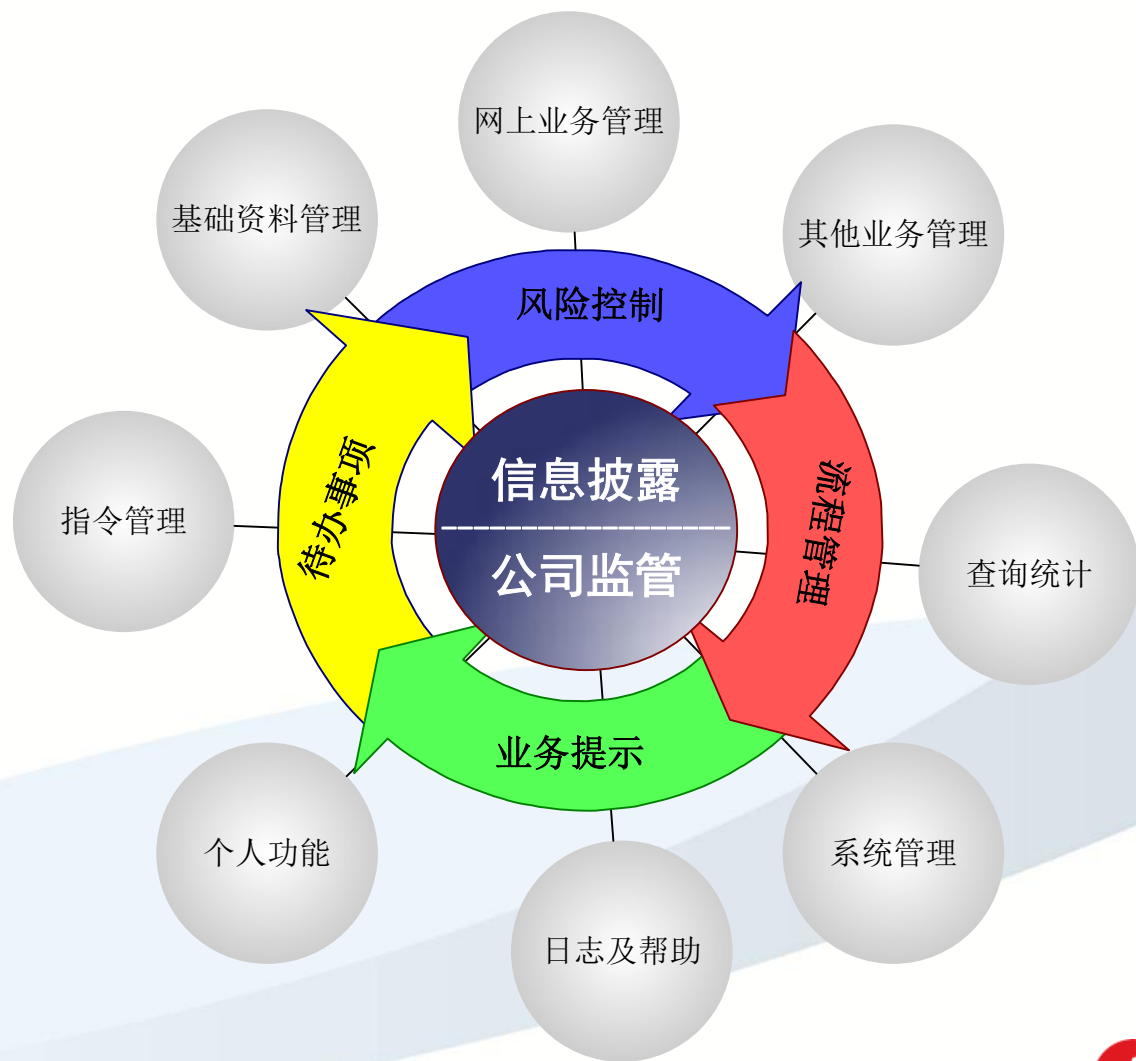 网上业务管理
基础资料管理
其他业务管理
风险控制
待办事项
信息披露
公司监管
流程管理
指令管理
查询统计
业务提示
个人功能
系统管理
日志及帮助